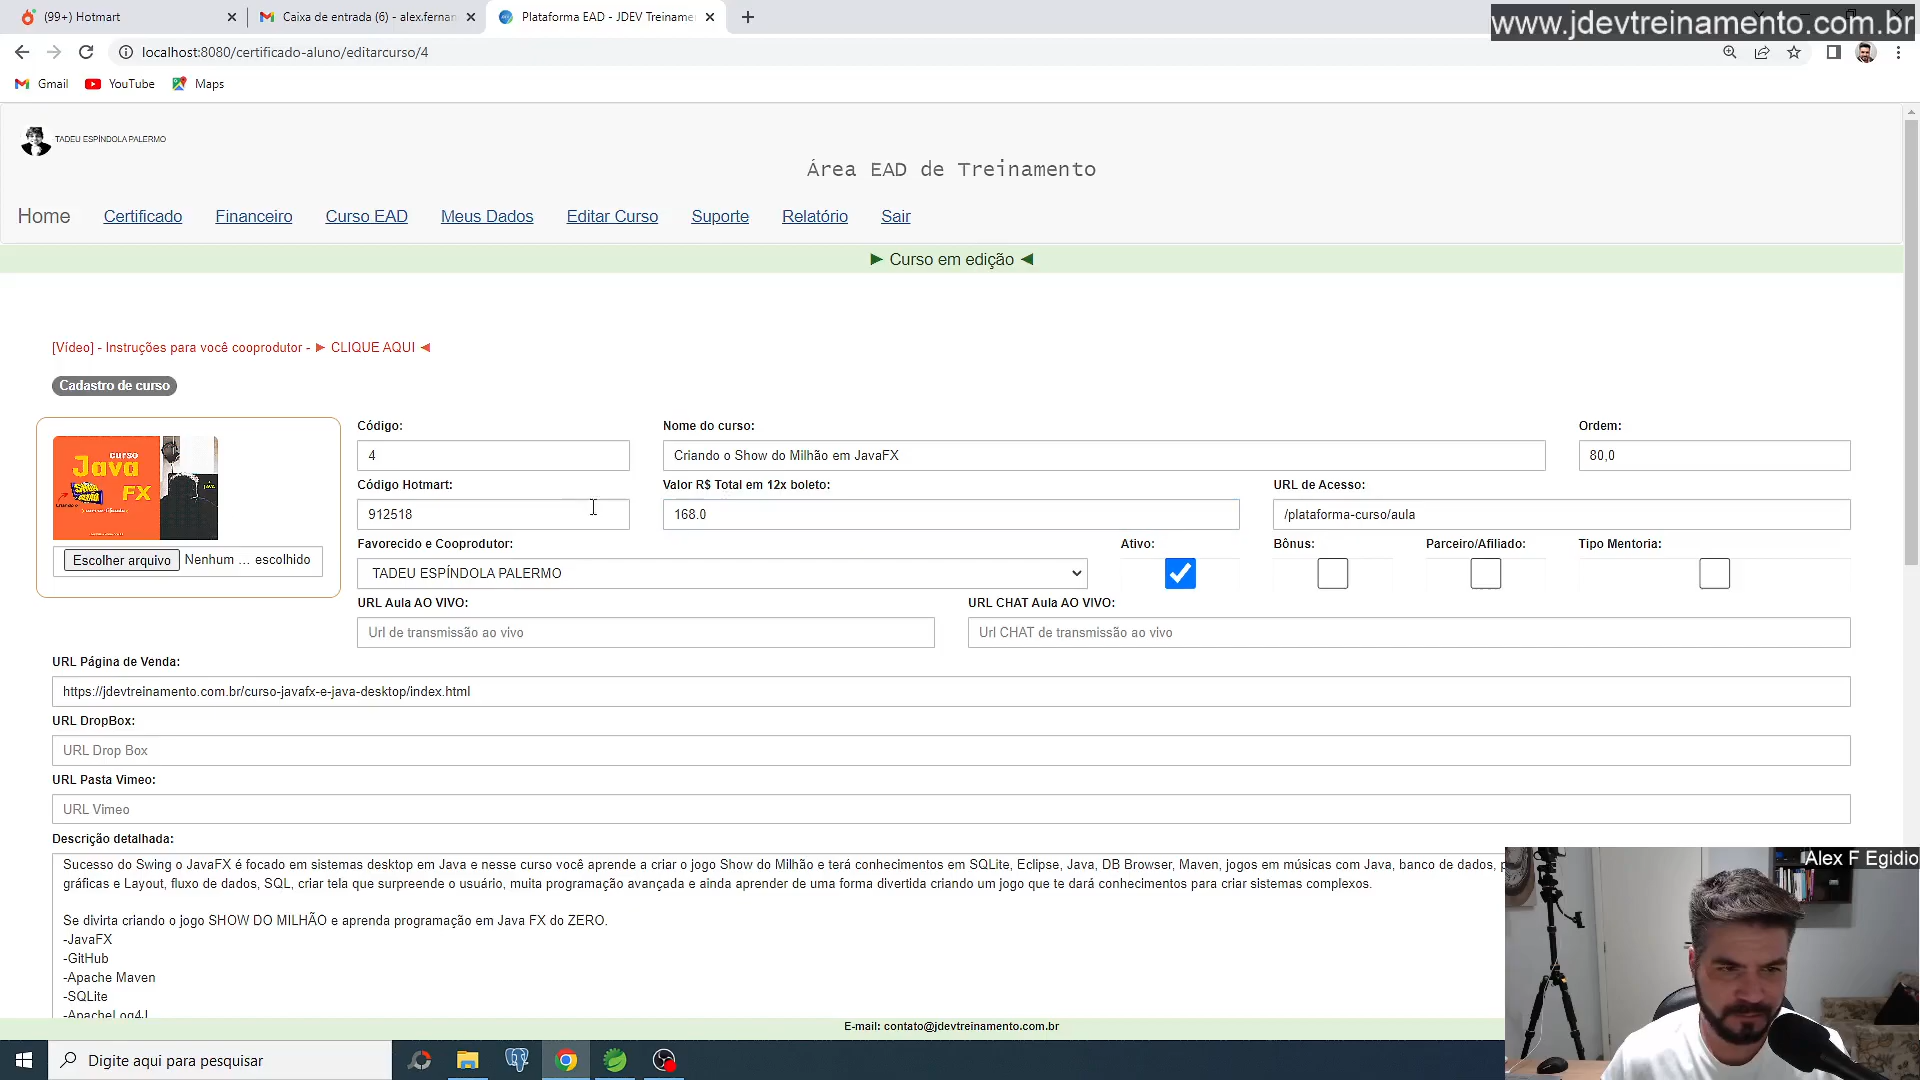 (99+) Hotmart
Caixa de entrada (6) - alex.fernan
Plataforma EAD - JDEV Treiname
www.jdevtreinamento.com.br
localhost:8080/certificado-aluno/editarcurso/4
Gmail
YouTube
Maps
TADEU ESPÍNDOLA PALERMO
Área EAD de Treinamento
Home
Certificado
Financeiro
Curso EAD
Meus Dados
Editar Curso
Suporte
Relatório
Sair
► Curso em edição ◄
[Vídeo] - Instruções para você cooprodutor - ► CLIQUE AQUI ◄
Cadastro de curso
curso
Java
FX
Escolher arquivo Nenhum ... escolhido
Código:
4
Nome do curso:
Criando o Show do Milhão em JavaFX
Ordem:
80,0
Código Hotmart:
912518
Valor R$ Total em 12x boleto:
168.0
URL de Acesso:
/plataforma-curso/aula
Favorecido e Cooprodutor:
TADEU ESPÍNDOLA PALERMO
Ativo:
Bônus:
Parceiro/Afiliado:
Tipo Mentoria:
URL Aula AO VIVO:
Url de transmissão ao vivo
URL CHAT Aula AO VIVO:
Url CHAT de transmissão ao vivo
URL Página de Venda:
https://jdevtreinamento.com.br/curso-javafx-e-java-desktop/index.html
URL DropBox:
URL Drop Box
URL Pasta Vimeo:
URL Vimeo
Descrição detalhada:
Sucesso do Swing o JavaFX é focado em sistemas desktop em Java e nesse curso você aprende a criar o jogo Show do Milhão e terá conhecimentos em SQLite, Eclipse, Java, DB Browser, Maven, jogos em músicas com Java, banco de dados,
gráficas e Layout, fluxo de dados, SQL, criar tela que surpreende o usuário, muita programação avançada e ainda aprender de uma forma divertida criando um jogo que te dará conhecimentos para criar sistemas complexos.
Se divirta criando o jogo SHOW DO MILHÃO e aprenda programação em Java FX do ZERO.
-JavaFX
-GitHub
-Apache Maven
-SQLite
-ApacheLog4J
E-mail: contato@jdevtreinamento.com.br
Alex F Egidio
Digite aqui para pesquisar